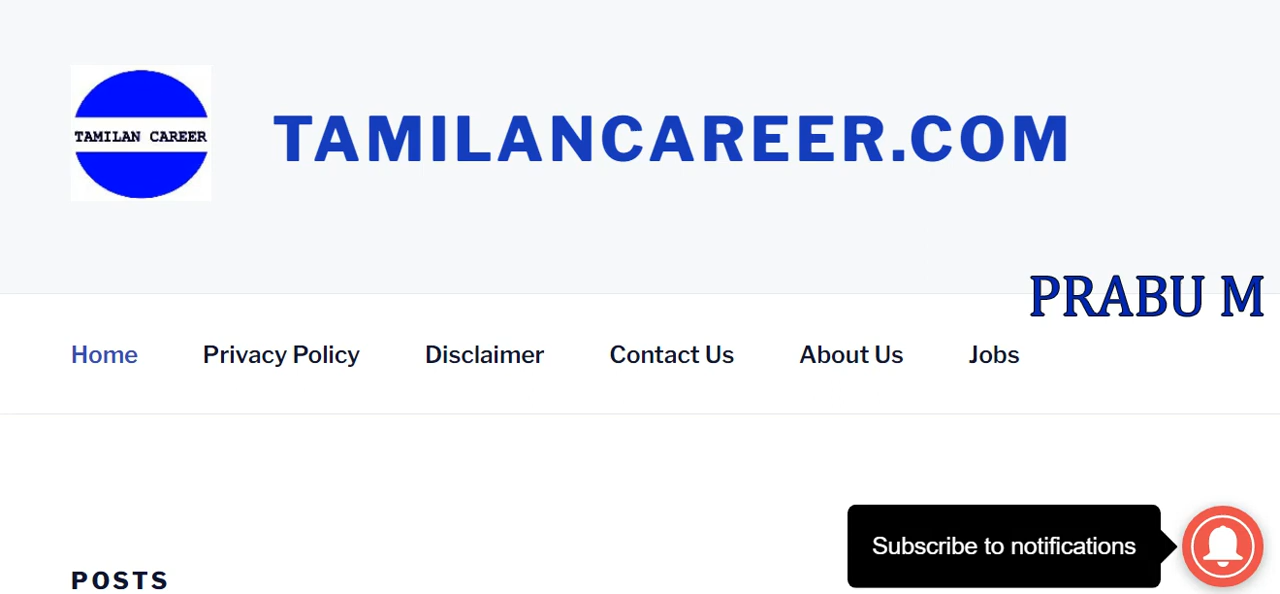 TAMILAN CAREER
TAMILANCAREER.COM
PRABU M
Home Privacy Policy Disclaimer Contact Us About Us Jobs
Subscribe to notifications
POSTS